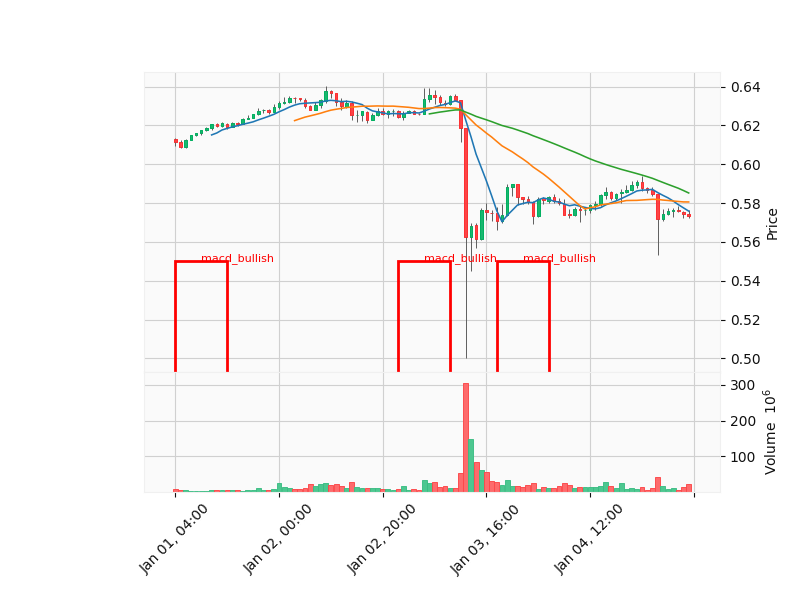 0.64
0.62
0.60
0.58
0.56
0.54
0.52
0.50
Price
macd_bullish
macd_bullish
macd_bullish
300
200
100
Volume 10^6
Jan 01, 04:00
Jan 02, 00:00
Jan 02, 20:00
Jan 03, 16:00
Jan 04, 12:00